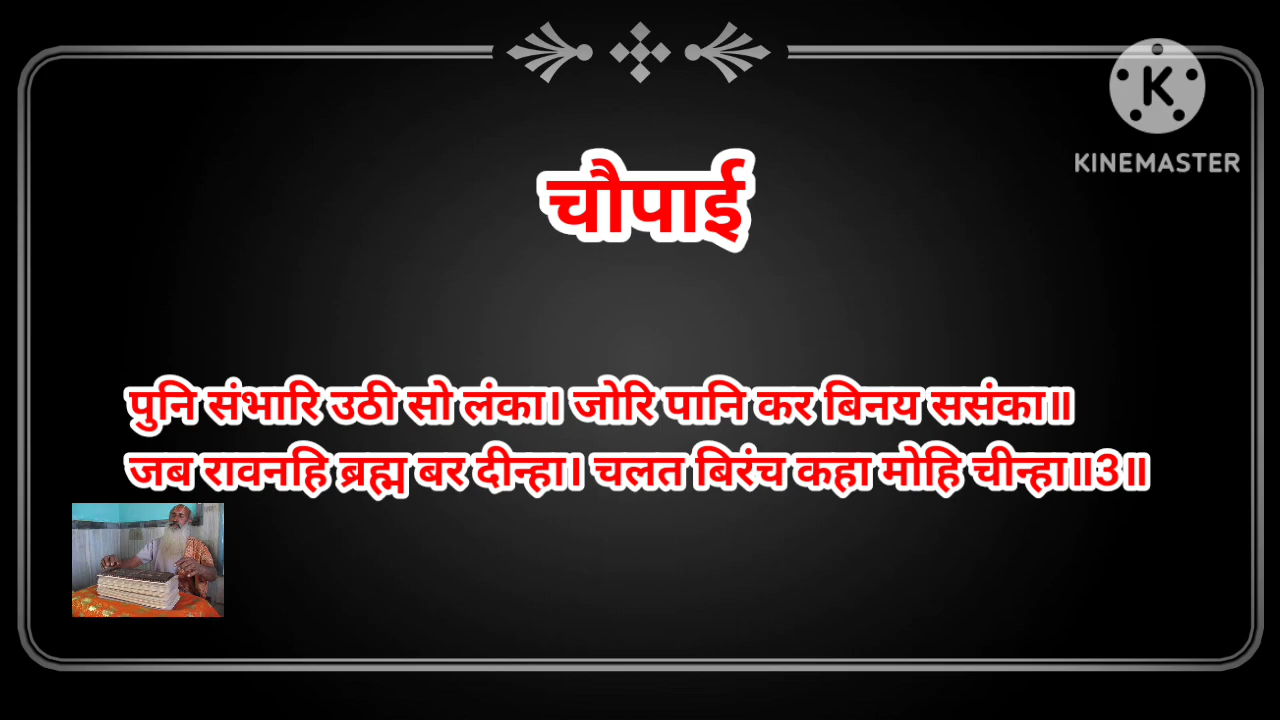 KINEMASTER
चौपाई
पुनि संभारि उठी सो लंका। जोरि पानि कर बिनय ससंका॥
जब रावनहि ब्रह्म बर दीन्हा। चलत बिरंच कहा मोहि चीन्हा॥3॥